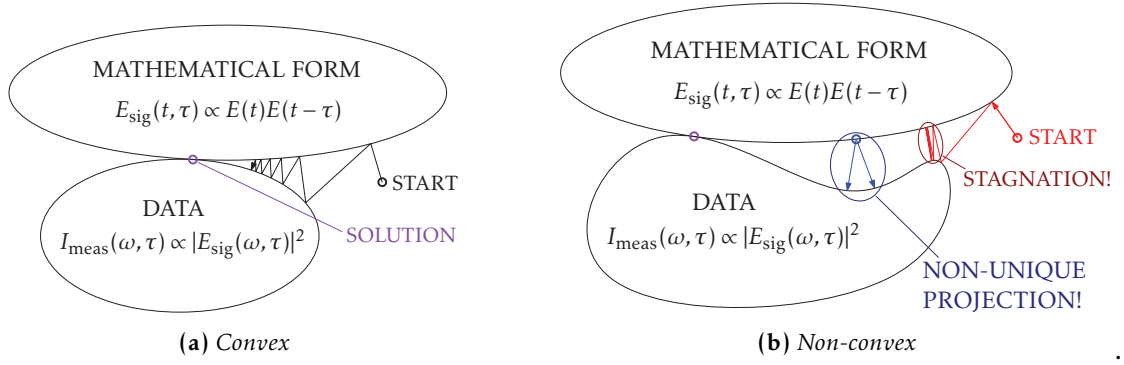 MATHEMATICAL FORM
E_sig(t, τ) ∝ E(t)E(t − τ)
START
DATA
I_meas(ω, τ) ∝ |E_sig(ω, τ)|²
SOLUTION
(a) Convex
MATHEMATICAL FORM
E_sig(t, τ) ∝ E(t)E(t − τ)
START
STAGNATION!
DATA
I_meas(ω, τ) ∝ |E_sig(ω, τ)|²
NON-UNIQUE
PROJECTION!
(b) Non-convex
.